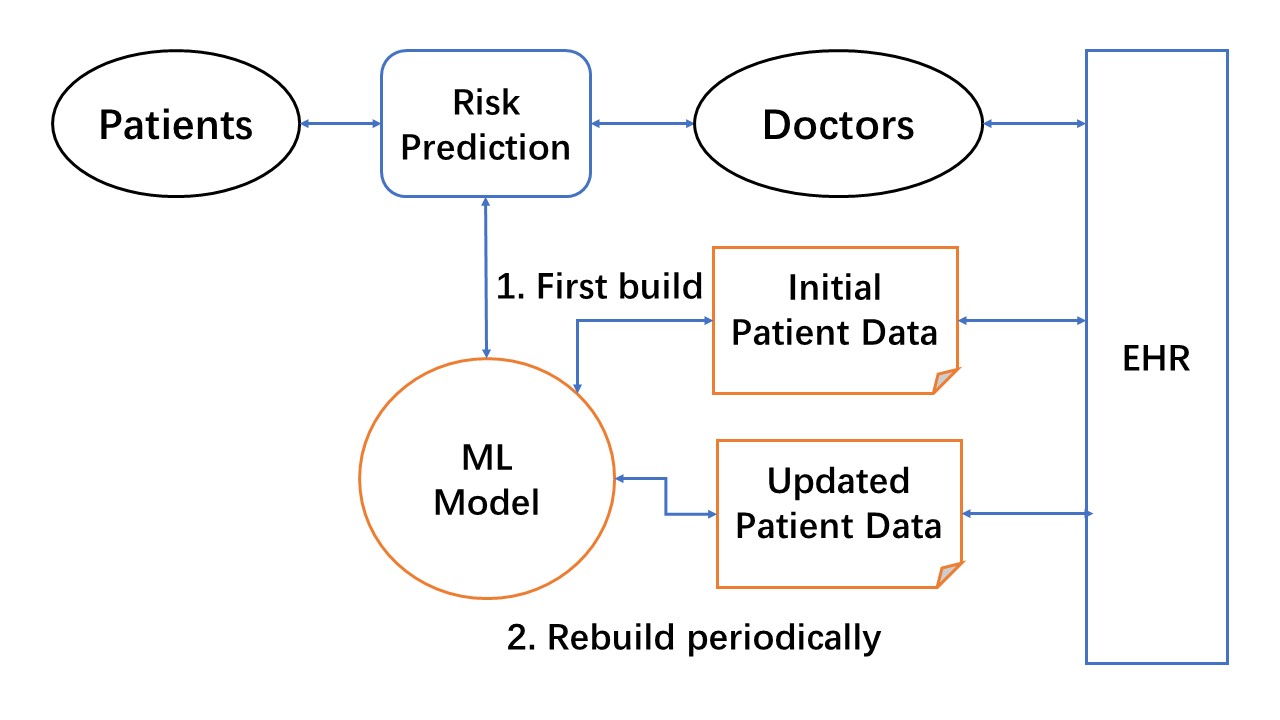 Patients
Risk
Prediction
Doctors
1. First build
Initial
Patient Data
EHR
ML
Model
Updated
Patient Data
2. Rebuild periodically